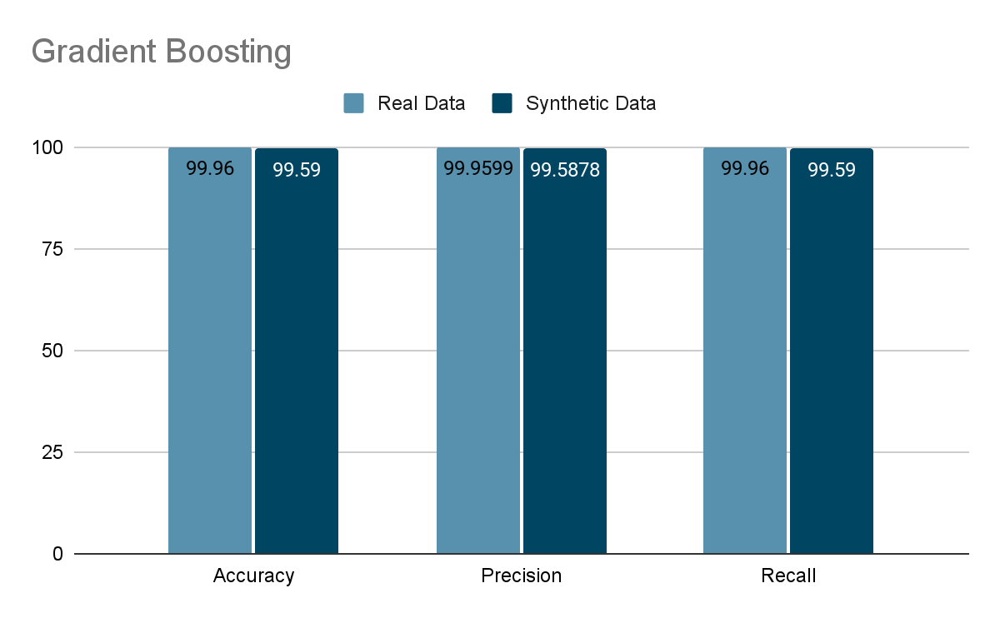 Gradient Boosting
Real Data Synthetic Data
100
99.96 99.59 99.9599 99.5878 99.96 99.59
75
50
25
0
Accuracy Precision Recall